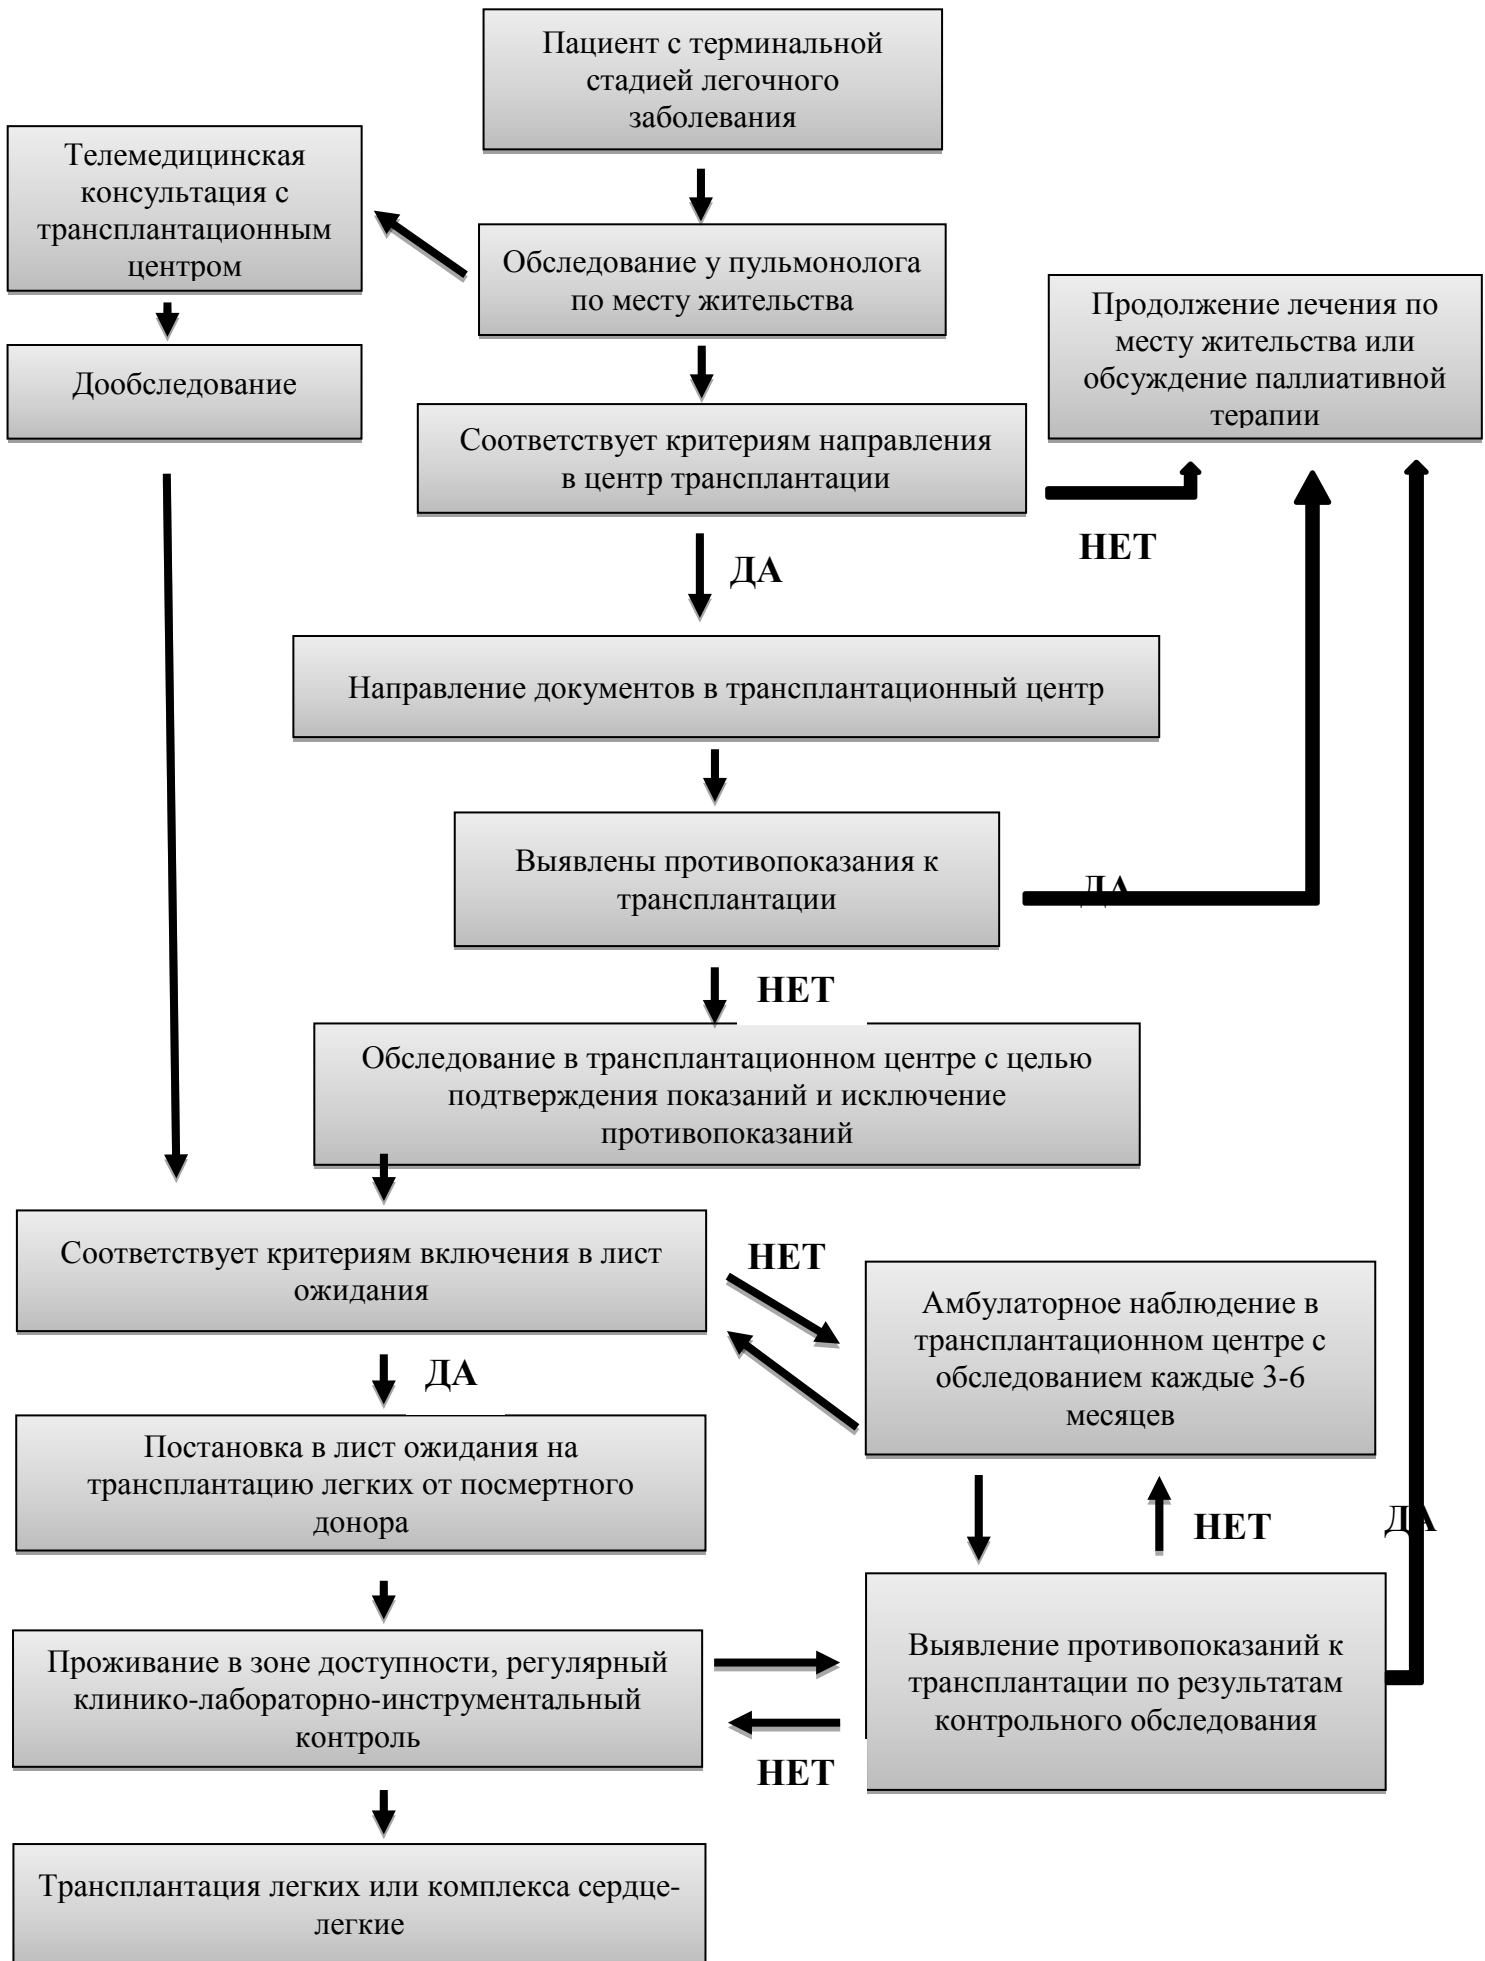 Пациент с терминальной
стадией легочного
заболевания
Телемедицинская
консультация с
трансплантационным
центром
Обследование у пульмонолога
по месту жительства
Продолжение лечения по
месту жительства или
обсуждение паллиативной
терапии
Дообследование
Соответствует критериям направления
в центр трансплантации
НЕТ
ДА
Направление документов в трансплантационный центр
Выявлены противопоказания к
трансплантации
ДА
НЕТ
Обследование в трансплантационном центре с целью
подтверждения показаний и исключение
противопоказаний
Соответствует критериям включения в лист
ожидания
НЕТ
Амбулаторное наблюдение в
трансплантационном центре с
обследованием каждые 3-6
месяцев
ДА
Постановка в лист ожидания на
трансплантацию легких от посмертного
донора
НЕТ
ДА
Проживание в зоне доступности, регулярный
клинико-лабораторно-инструментальный
контроль
Выявление противопоказаний к
трансплантации по результатам
контрольного обследования
НЕТ
Трансплантация легких или комплекса сердце-
легкие